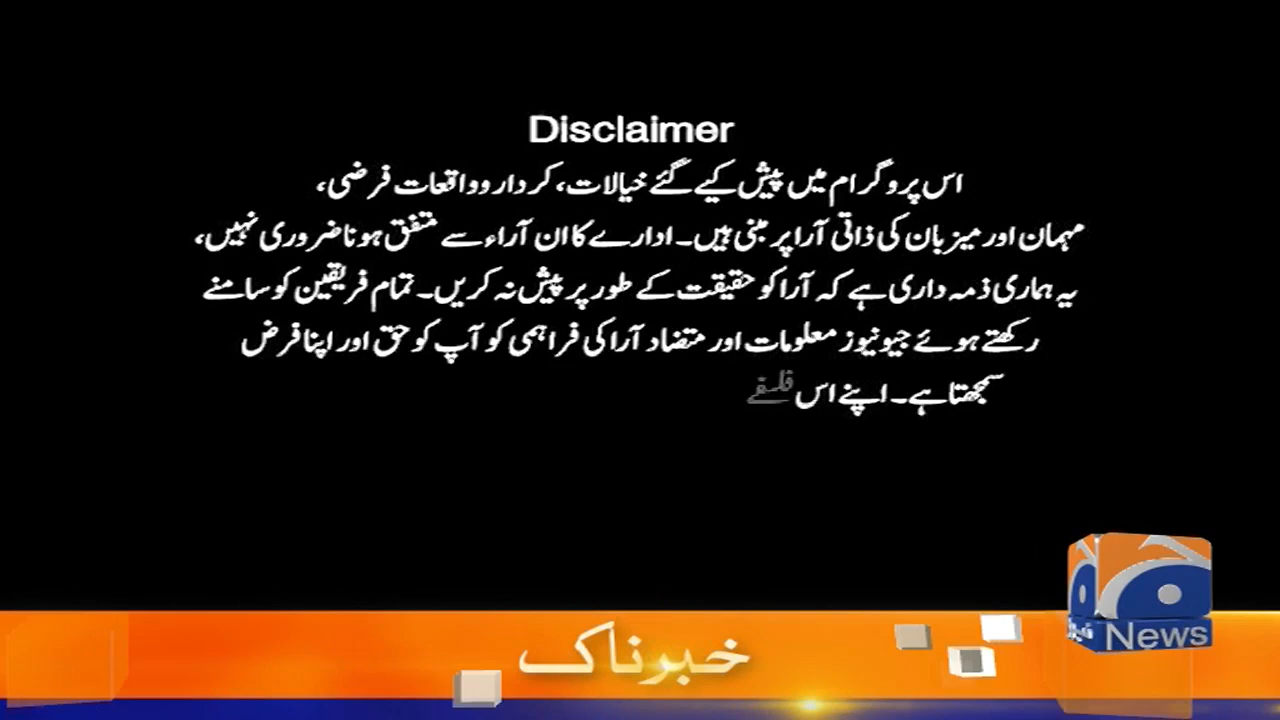 Disclaimer
اس پروگرام میں پیش کیے گئے خیالات، کردار وواقعات فرضی،
مہمان اور میزبان کی ذاتی آرا پر مبنی ہیں۔ ادارے کا ان آراء سے متفق ہونا ضروری نہیں،
یہ ہماری ذمہ داری ہے کہ آرا کو حقیقت کے طور پر پیش نہ کریں۔ تمام فریقین کو سامنے
رکھتے ہوئے جیو نیوز معلومات اور متضاد آرا کی فراہمی کو آپ کو حق اور اپنا فرض
سمجھتا ہے۔ اپنے اس فلسفے
News
خبرناک